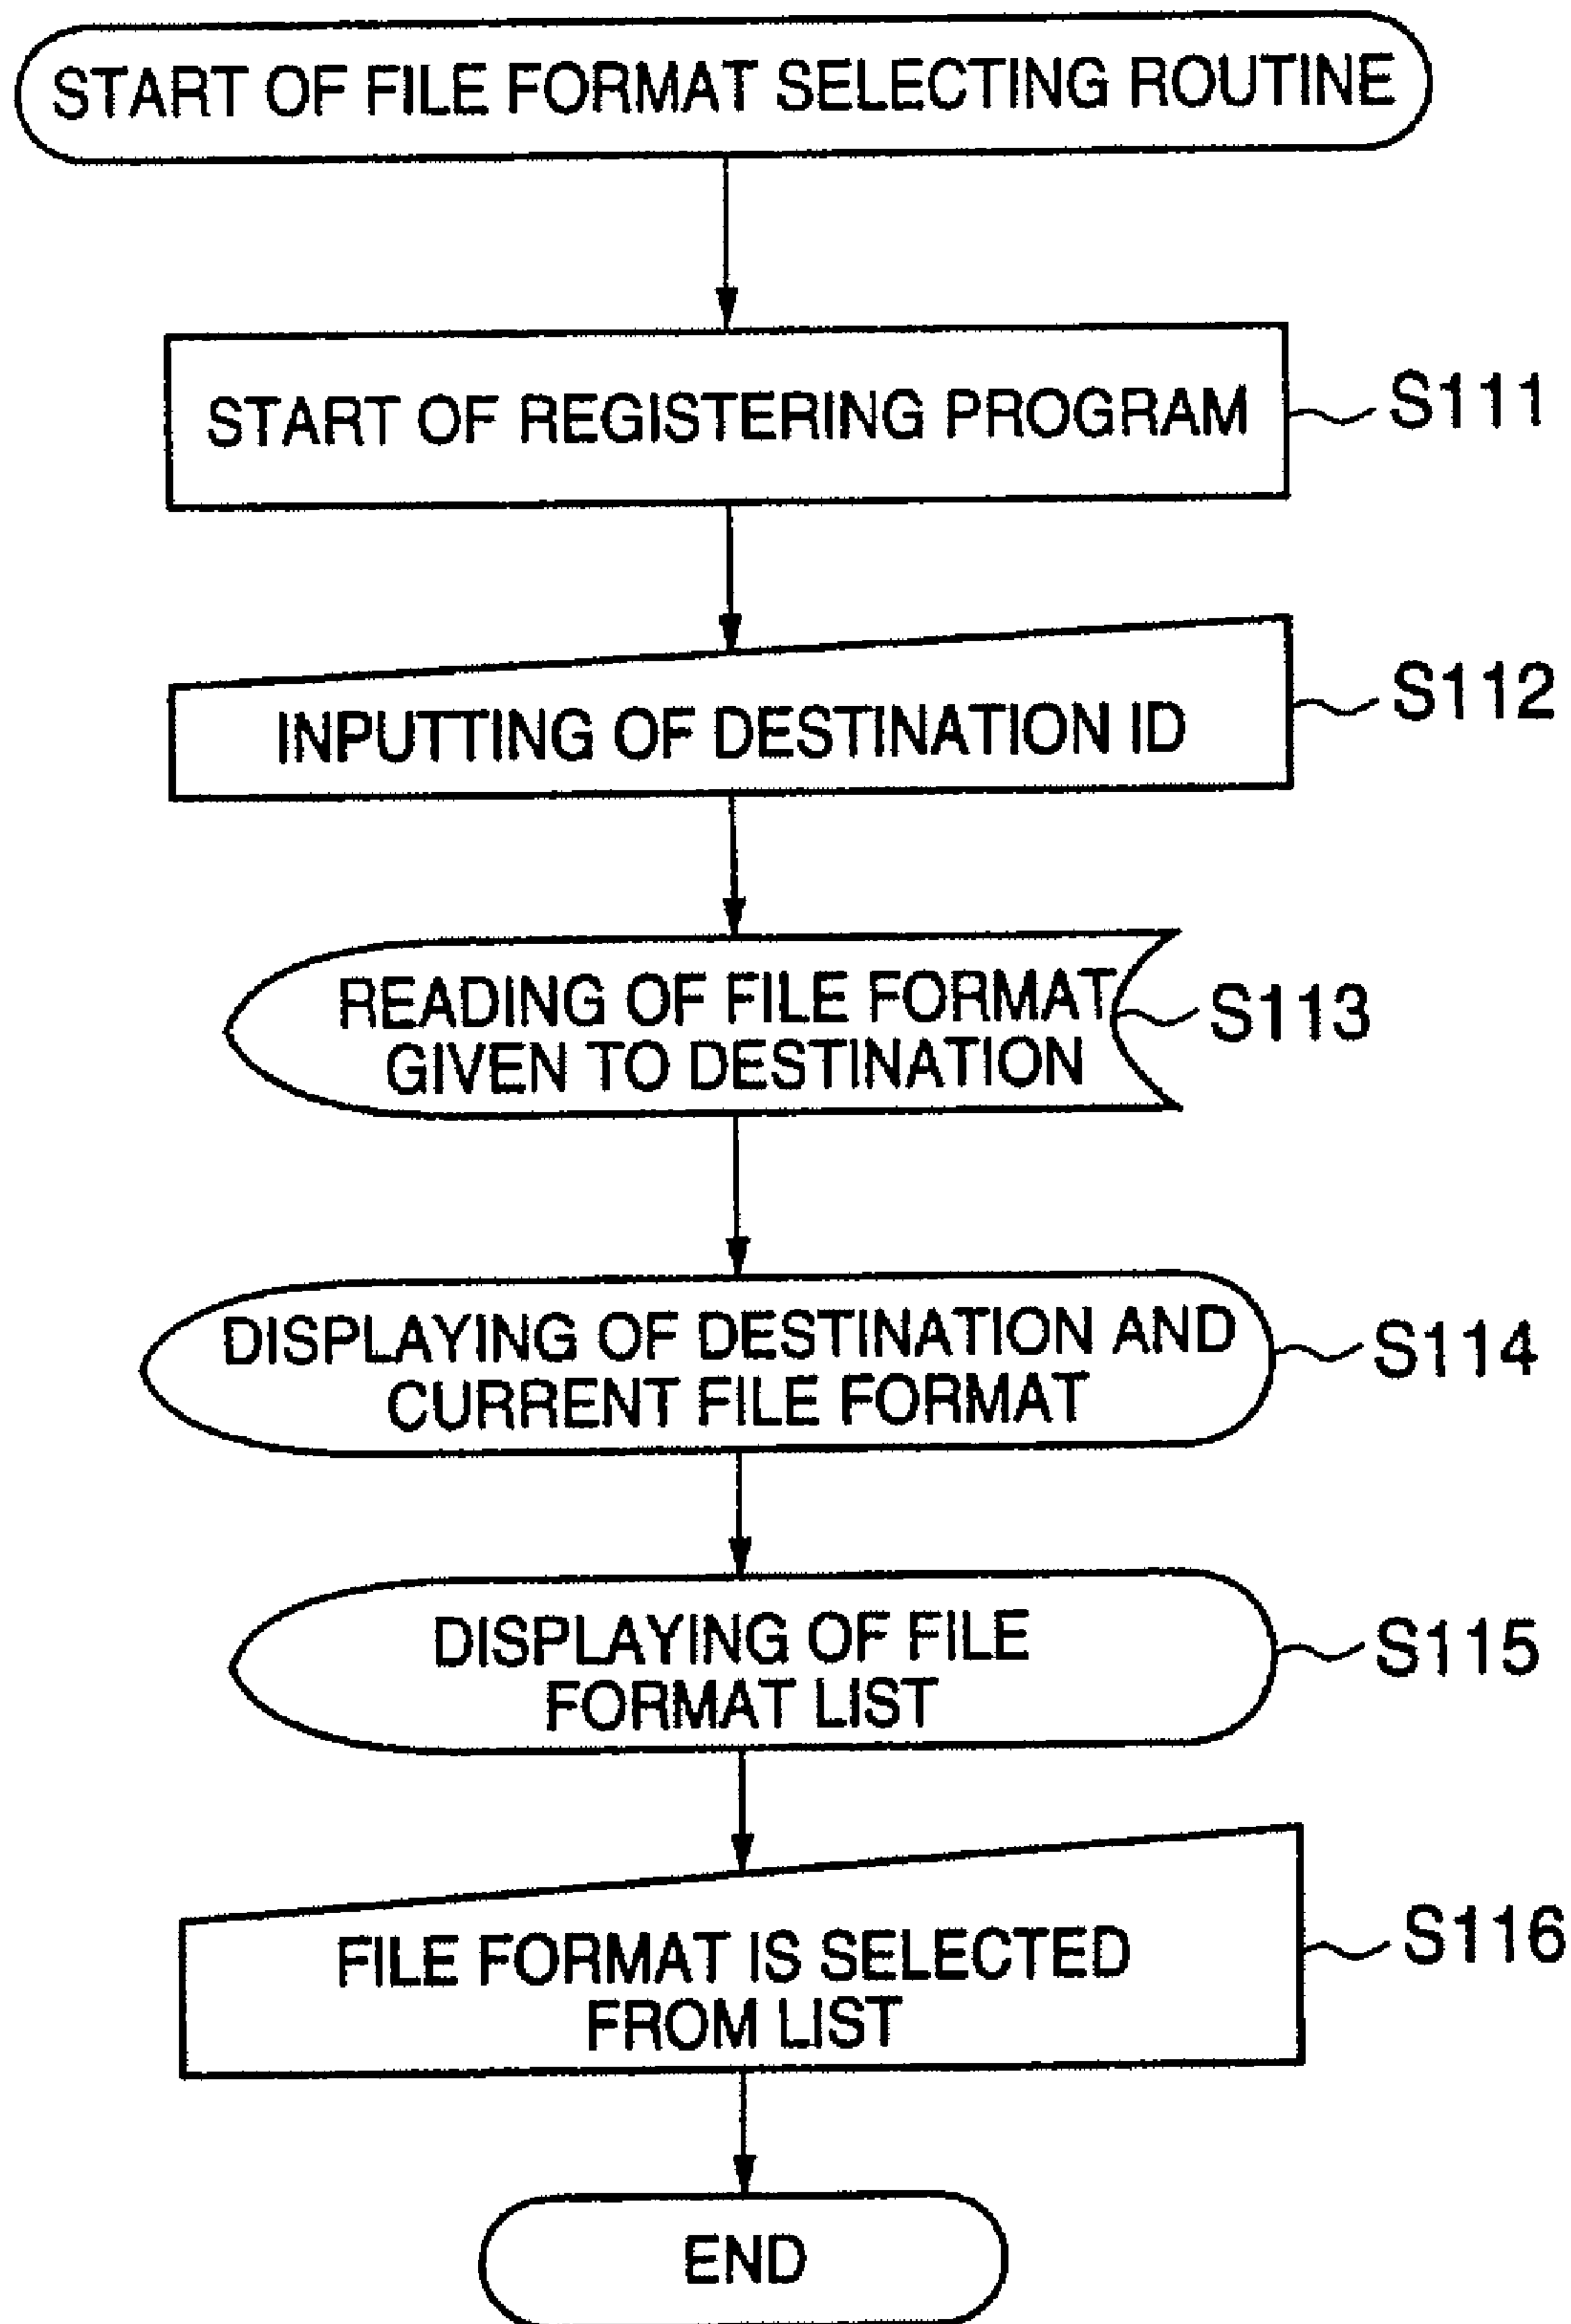 START OF FILE FORMAT SELECTING ROUTINE
START OF REGISTERING PROGRAM
S111
INPUTTING OF DESTINATION ID
S112
READING OF FILE FORMAT
GIVEN TO DESTINATION
S113
DISPLAYING OF DESTINATION AND
CURRENT FILE FORMAT
S114
DISPLAYING OF FILE
FORMAT LIST
S115
FILE FORMAT IS SELECTED
FROM LIST
S116
END